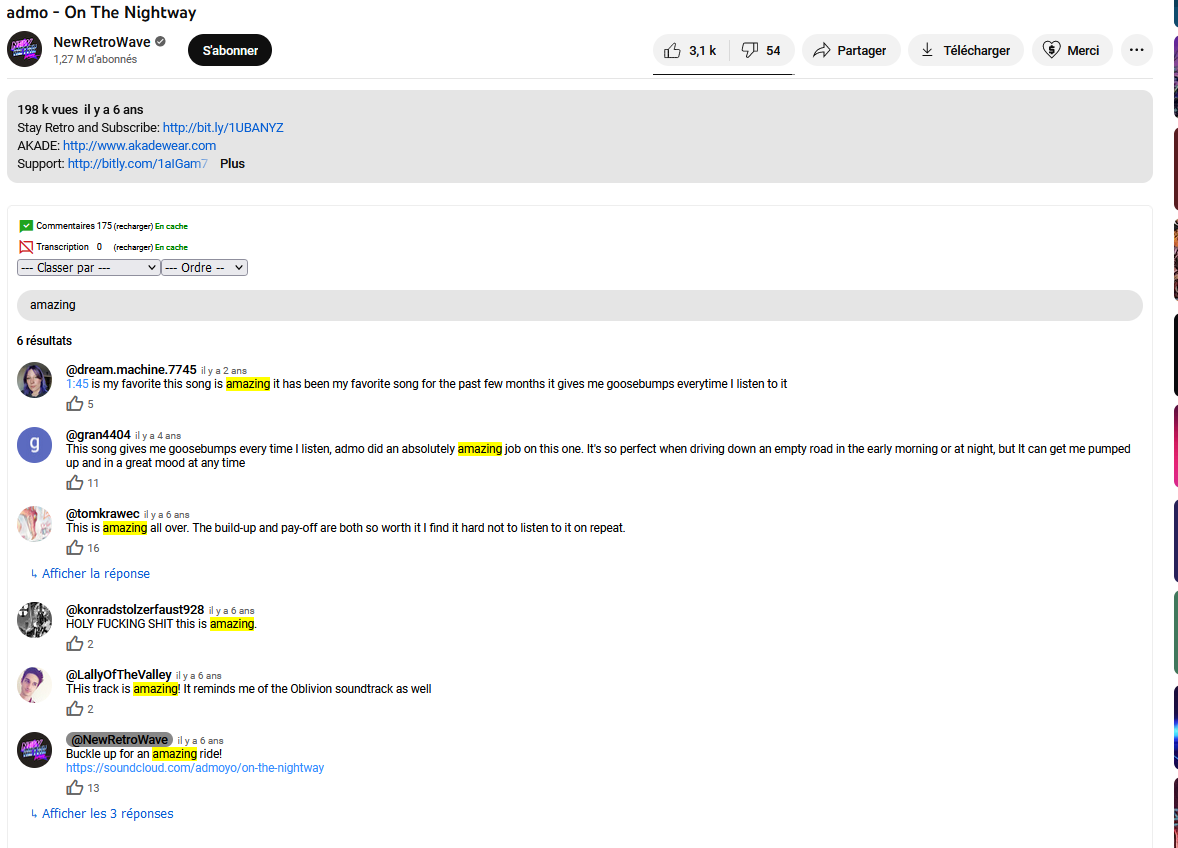 admo - On The Nightway
NewRetroWave
1,27 M d'abonnés
S'abonner
3,1 k
54
Partager
Télécharger
Merci
198 k vues il y a 6 ans
Stay Retro and Subscribe: http://bit.ly/1UBANYZ
AKADE: http://www.akadewear.com
Support: http://bitly.com/1aIGam7 Plus
Commentaires 175 (recharger) En cache
Transcription 0 (recharger) En cache
--- Classer par --- --- Ordre --
amazing
6 résultats
@dream.machine.7745 il y a 2 ans
1:45 is my favorite this song is amazing it has been my favorite song for the past few months it gives me goosebumps everytime I listen to it
5
g
@gran4404 il y a 4 ans
This song gives me goosebumps every time I listen, admo did an absolutely amazing job on this one. It's so perfect when driving down an empty road in the early morning or at night, but It can get me pumped
up and in a great mood at any time
11
@tomkrawec il y a 6 ans
This is amazing all over. The build-up and pay-off are both so worth it I find it hard not to listen to it on repeat.
16
↳ Afficher la réponse
@konradstolzerfaust928 il y a 6 ans
HOLY FUCKING SHIT this is amazing.
2
@LallyOfTheValley il y a 6 ans
THis track is amazing! It reminds me of the Oblivion soundtrack as well
2
@NewRetroWave il y a 6 ans
Buckle up for an amazing ride!
https://soundcloud.com/admoyo/on-the-nightway
13
↳ Afficher les 3 réponses